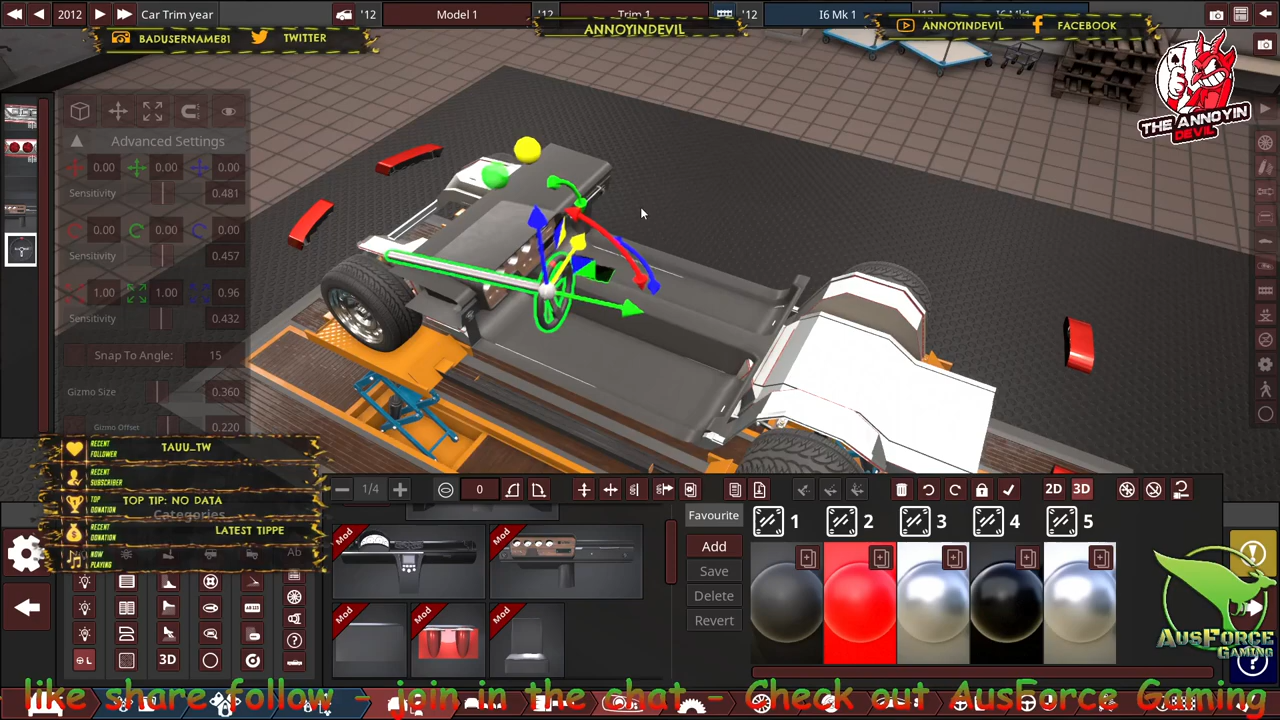 2012
Car Trim year
'12
Model 1
'12
Trim 1
'12
I6 Mk 1
'12
BADUSERNAME81
TWITTER
ANNOYINDEVIL
ANNOYINDEVIL
FACEBOOK
THE ANNOYIN
DEVIL
Advanced Settings
0.00
0.00
0.00
Sensitivity
0.481
0.00
0.00
0.00
Sensitivity
0.457
1.00
1.00
0.96
Sensitivity
0.432
Snap To Angle:
15
Gizmo Size
0.360
Gizmo Offset
0.220
RECENT
FOLLOWER
TAUU_TW
RECENT
SUBSCRIBER
TOP
DONATION
TOP TIP: NO DATA
Categories
RECENT
DONATION
LATEST TIPPE
NOW
PLAYING
Ab
3D
L
1/4
0
2D
3D
Favourite
Add
Save
Delete
Revert
1
2
3
4
5
Mod
Mod
Mod
Mod
Mod
AUSFORCE
GAMING
like share follow - join in the chat - Check out AusForce Gaming